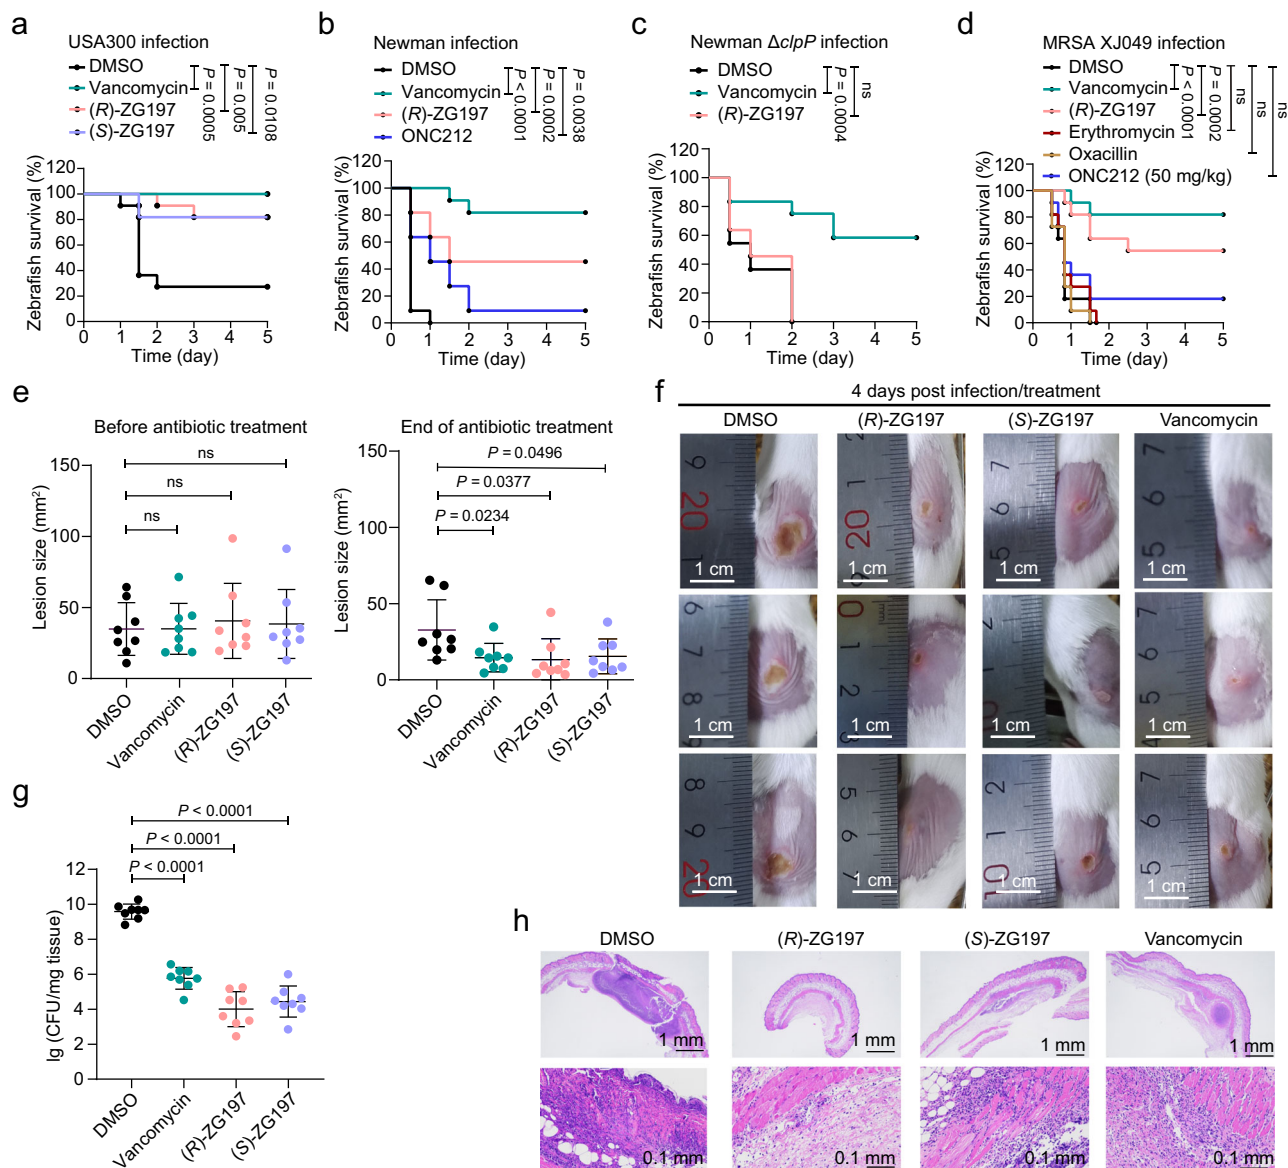 a
USA300 infection
DMSO
Vancomycin
(R)-ZG197
(S)-ZG197
P = 0.0005
P = 0.005
P = 0.0108
Zebrafish survival (%)
120
100
80
60
40
20
0
0 1 2 3 4 5
Time (day)
b
Newman infection
DMSO
Vancomycin
(R)-ZG197
ONC212
P < 0.0001
P = 0.0002
P = 0.0038
Zebrafish survival (%)
120
100
80
60
40
20
0
0 1 2 3 4 5
Time (day)
c
Newman ΔclpP infection
DMSO
Vancomycin
(R)-ZG197
P = 0.0004
ns
Zebrafish survival (%)
120
100
80
60
40
20
0
0 1 2 3 4 5
Time (day)
d
MRSA XJ049 infection
DMSO
Vancomycin
(R)-ZG197
Erythromycin
Oxacillin
ONC212 (50 mg/kg)
P < 0.0001
P = 0.0002
ns
ns
ns
Zebrafish survival (%)
120
100
80
60
40
20
0
0 1 2 3 4 5
Time (day)
e
Before antibiotic treatment
ns
ns
ns
Lesion size (mm²)
150
100
50
0
DMSO
Vancomycin
(R)-ZG197
(S)-ZG197
End of antibiotic treatment
P = 0.0496
P = 0.0377
P = 0.0234
Lesion size (mm²)
150
100
50
0
DMSO
Vancomycin
(R)-ZG197
(S)-ZG197
f
4 days post infection/treatment
DMSO (R)-ZG197 (S)-ZG197 Vancomycin
1 cm 1 cm 1 cm 1 cm
1 cm 1 cm 1 cm 1 cm
1 cm 1 cm 1 cm 1 cm
g
P < 0.0001
P < 0.0001
P < 0.0001
lg (CFU/mg tissue)
12
10
8
6
4
2
0
DMSO
Vancomycin
(R)-ZG197
(S)-ZG197
h
DMSO (R)-ZG197 (S)-ZG197 Vancomycin
1 mm 1 mm 1 mm 1 mm
0.1 mm 0.1 mm 0.1 mm 0.1 mm